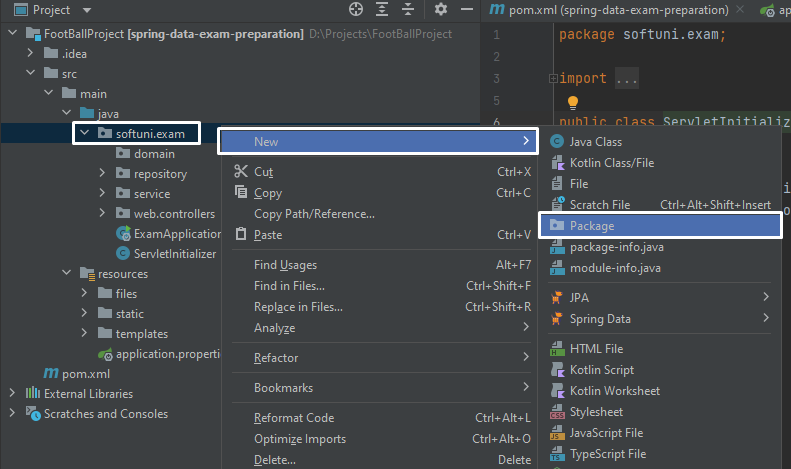 Project
FootBallProject [spring-data-exam-preparation] D:\Projects\FootBallProject
.idea
src
main
java
softuni.exam
domain
repository
service
web.controllers
ExamApplication
ServletInitializer
resources
files
static
templates
application.properti
pom.xml
External Libraries
Scratches and Consoles
New
Cut Ctrl+X
Copy Ctrl+C
Copy Path/Reference...
Paste Ctrl+V
Find Usages Alt+F7
Find in Files... Ctrl+Shift+F
Replace in Files... Ctrl+Shift+R
Analyze
Refactor
Bookmarks
Reformat Code Ctrl+Alt+L
Optimize Imports Ctrl+Alt+O
Delete... Delete
pom.xml (spring-data-exam-preparation)
1 package softuni.exam;
2
3 import ...
5
6 public class ServletInitializ
Java Class
Kotlin Class/File
File
Scratch File Ctrl+Alt+Shift+Insert
Package
package-info.java
module-info.java
JPA
Spring Data
HTML File
Kotlin Script
Kotlin Worksheet
Stylesheet
JavaScript File
TypeScript File